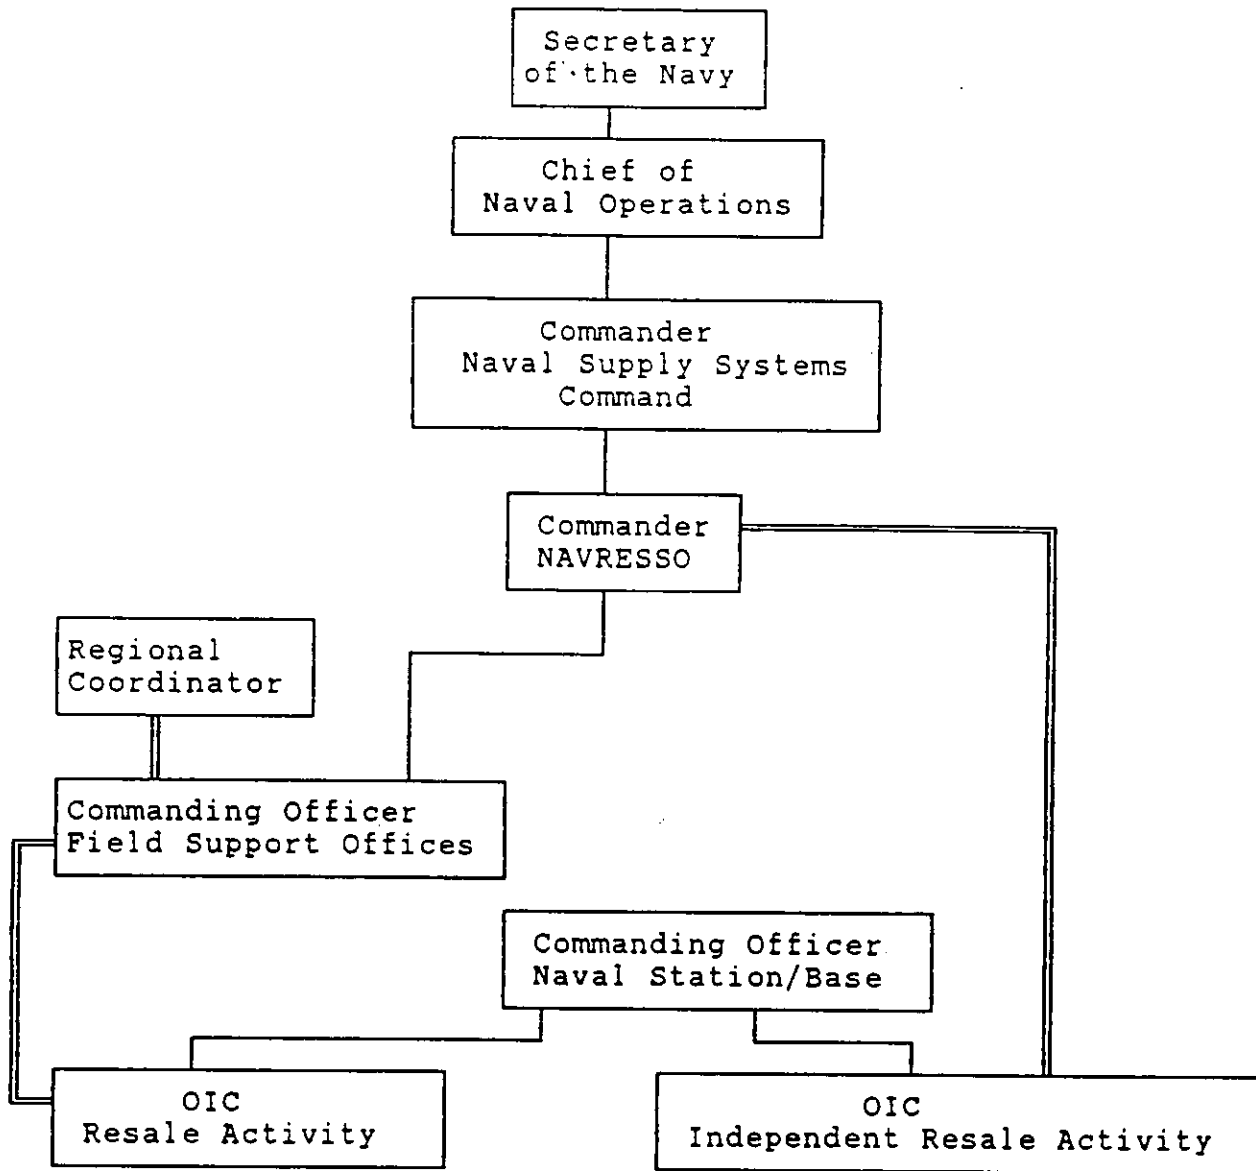 Secretary
of the Navy
Chief of
Naval Operations
Commander
Naval Supply Systems
Command
Commander
NAVRESSO
Regional
Coordinator
Commanding Officer
Field Support Offices
Commanding Officer
Naval Station/Base
OIC
Resale Activity
OIC
Independent Resale Activity